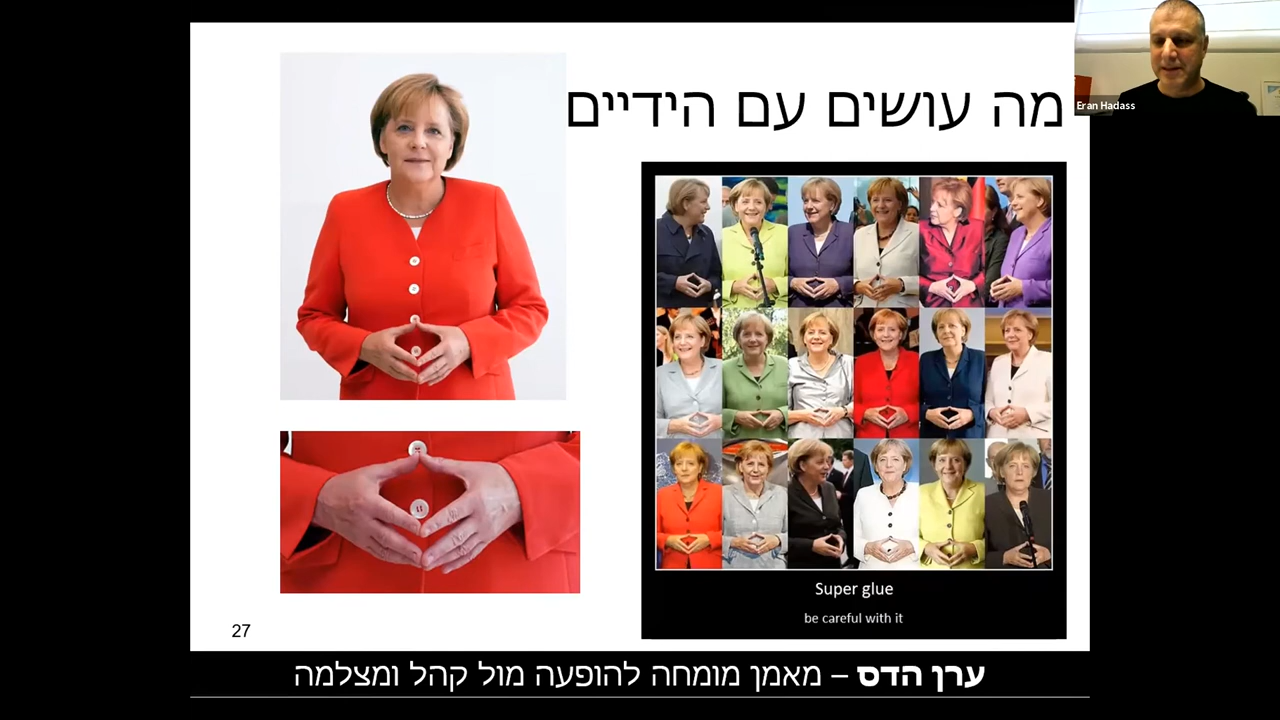 מה עושים עם הידיים
Eran Hadass
Super glue
be careful with it
27
ערן הדס – מאמן מומחה להופעה מול קהל ומצלמה